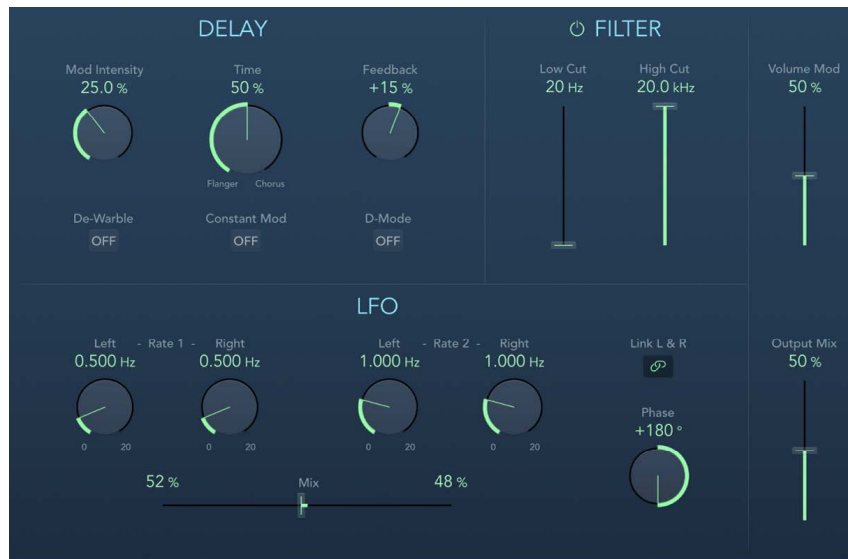 DELAY
FILTER
Mod Intensity
25.0 %
Time
50 %
Feedback
+15 %
Low Cut
20 Hz
High Cut
20.0 kHz
Volume Mod
50 %
Flanger
Chorus
De-Warble
OFF
Constant Mod
OFF
D-Mode
OFF
LFO
Left - Rate 1 - Right
0.500 Hz
0.500 Hz
0
20
0
20
Left - Rate 2 - Right
1.000 Hz
1.000 Hz
0
20
0
20
Link L & R
Phase
+180 °
Output Mix
50 %
52 %
Mix
48 %